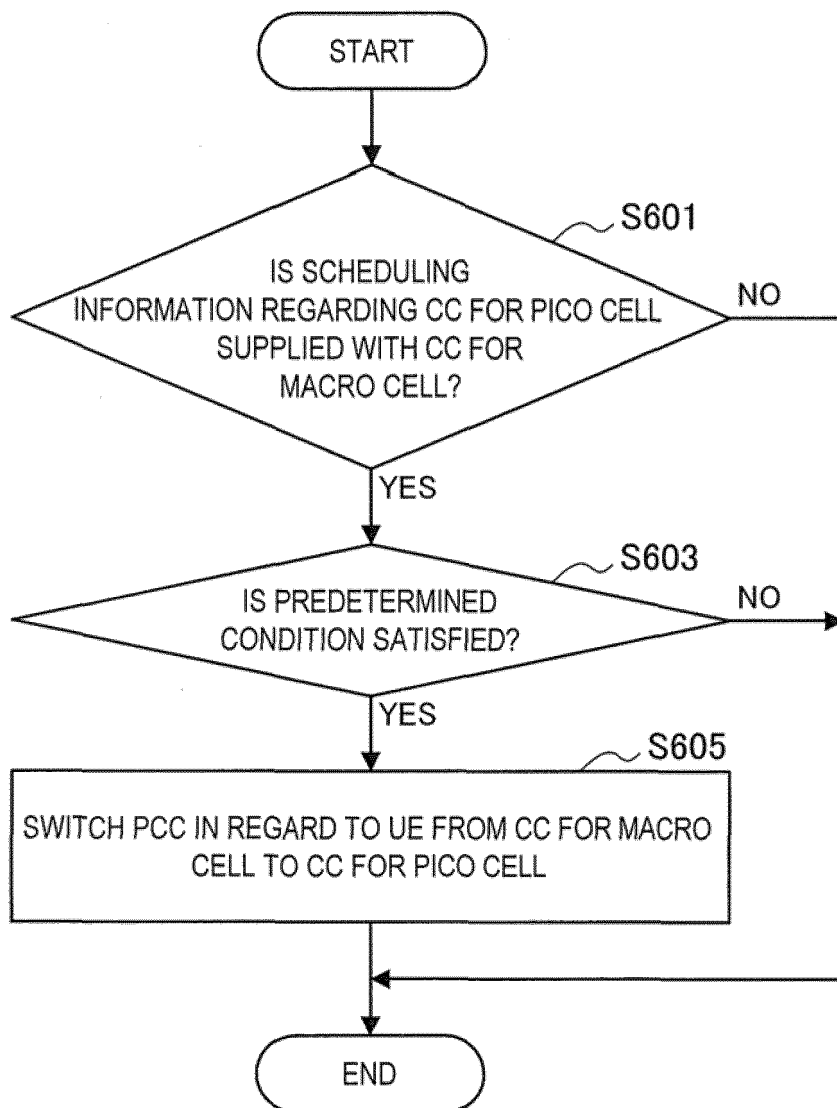 START
S601
IS SCHEDULING
INFORMATION REGARDING CC FOR PICO CELL
SUPPLIED WITH CC FOR
MACRO CELL?
NO
YES
S603
IS PREDETERMINED
CONDITION SATISFIED?
NO
YES
S605
SWITCH PCC IN REGARD TO UE FROM CC FOR MACRO
CELL TO CC FOR PICO CELL
END